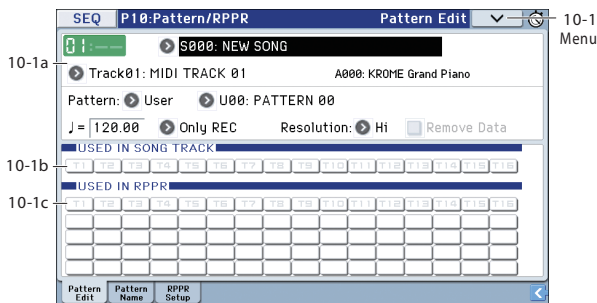 SEQ P10:Pattern/RPPR Pattern Edit
10-1
Menu
01:--- S000: NEW SONG
10-1a
Track01: MIDI TRACK 01 A000: KROME Grand Piano
Pattern: User U00: PATTERN 00
♩= 120.00 Only REC Resolution: Hi Remove Data
USED IN SONG TRACK
10-1b
T1 T2 T3 T4 T5 T6 T7 T8 T9 T10 T11 T12 T13 T14 T15 T16
USED IN RPPR
10-1c
T1 T2 T3 T4 T5 T6 T7 T8 T9 T10 T11 T12 T13 T14 T15 T16
Pattern Edit
Pattern Name
RPPR Setup